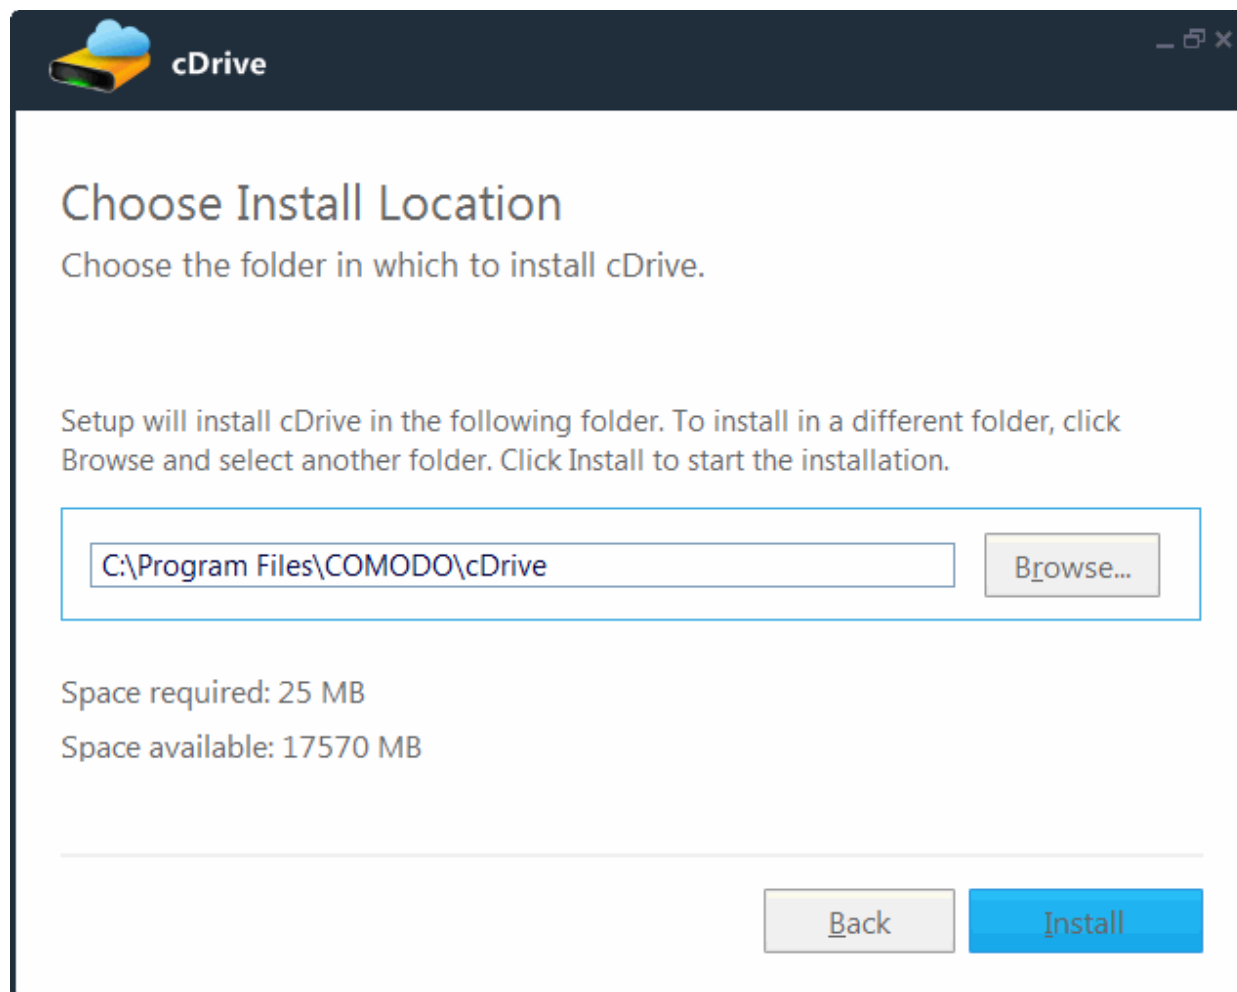 cDrive
Choose Install Location
Choose the folder in which to install cDrive.
Setup will install cDrive in the following folder. To install in a different folder, click
Browse and select another folder. Click Install to start the installation.
C:\Program Files\COMODO\cDrive
Browse...
Space required: 25 MB
Space available: 17570 MB
Back
Install